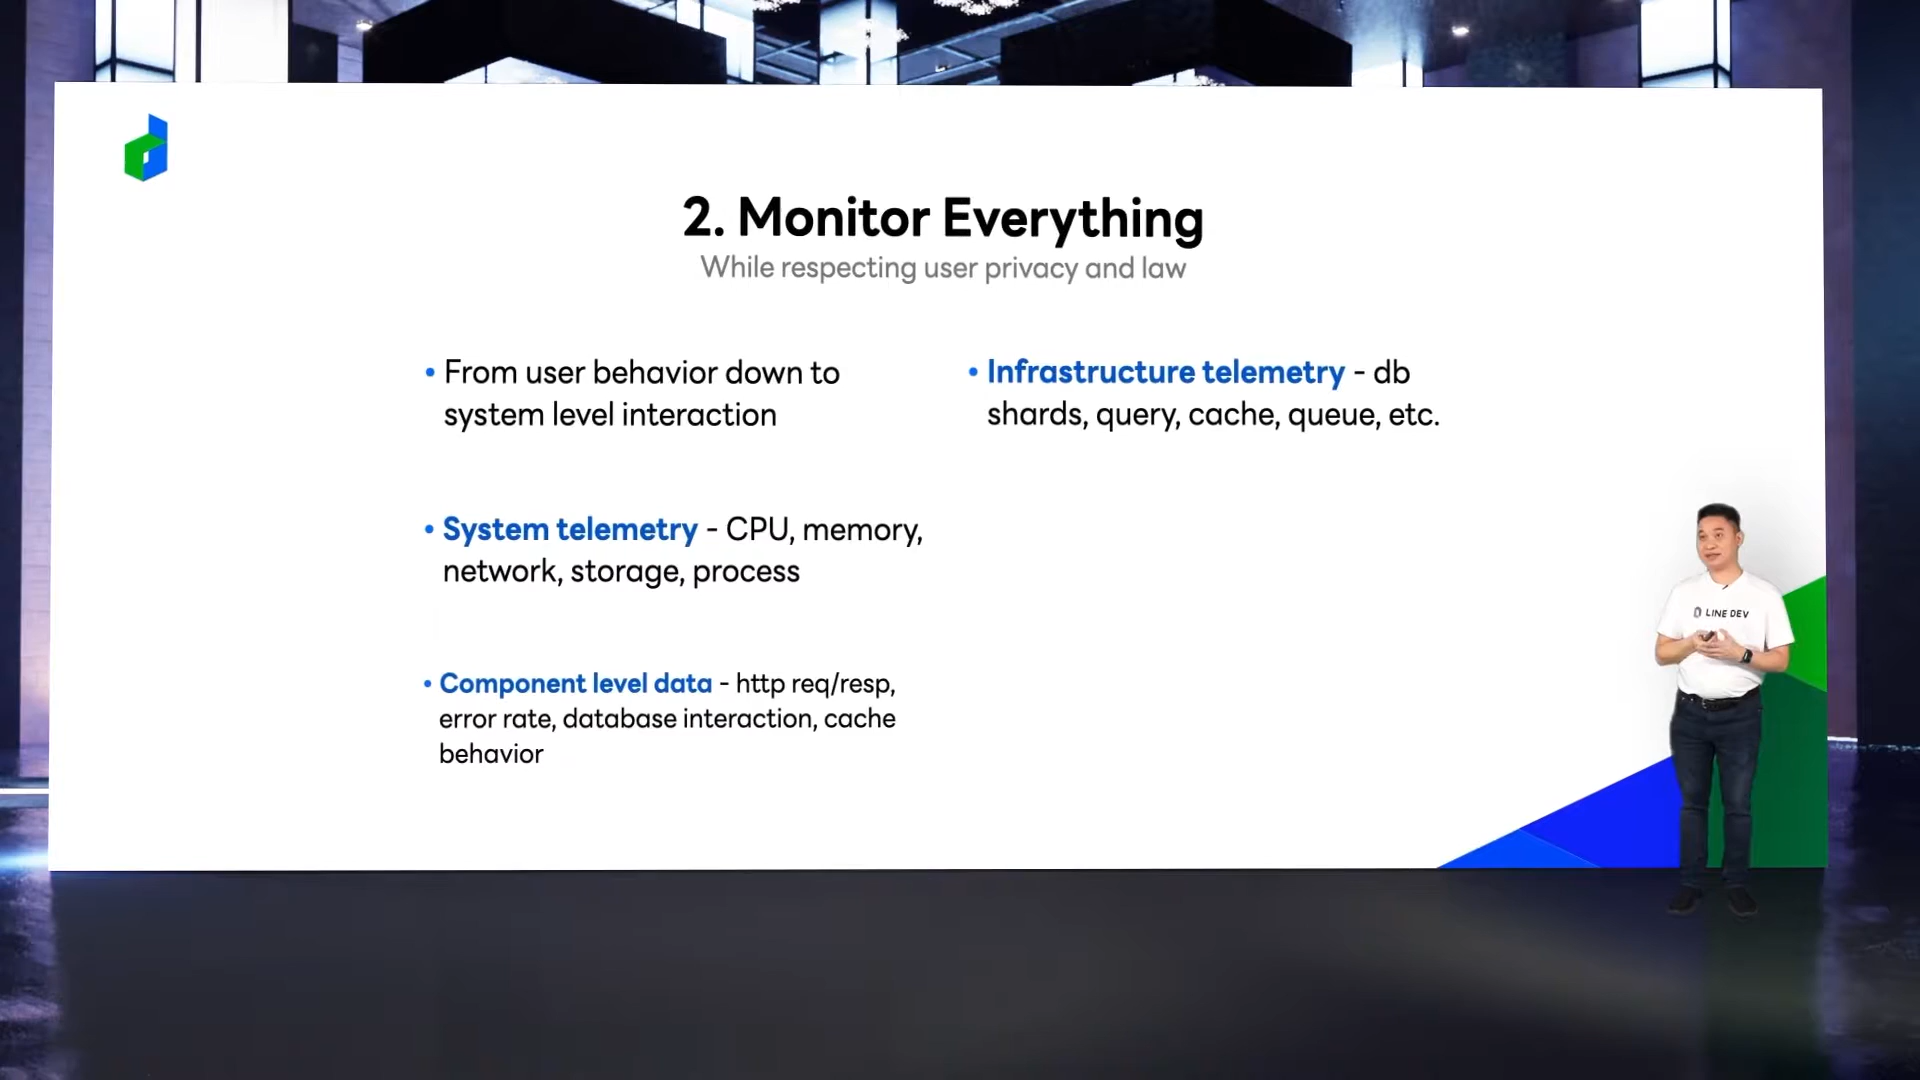 2. Monitor Everything
While respecting user privacy and law
• From user behavior down to
system level interaction
• System telemetry - CPU, memory,
network, storage, process
• Component level data - http req/resp,
error rate, database interaction, cache
behavior
• Infrastructure telemetry - db
shards, query, cache, queue, etc.
LINE DEV